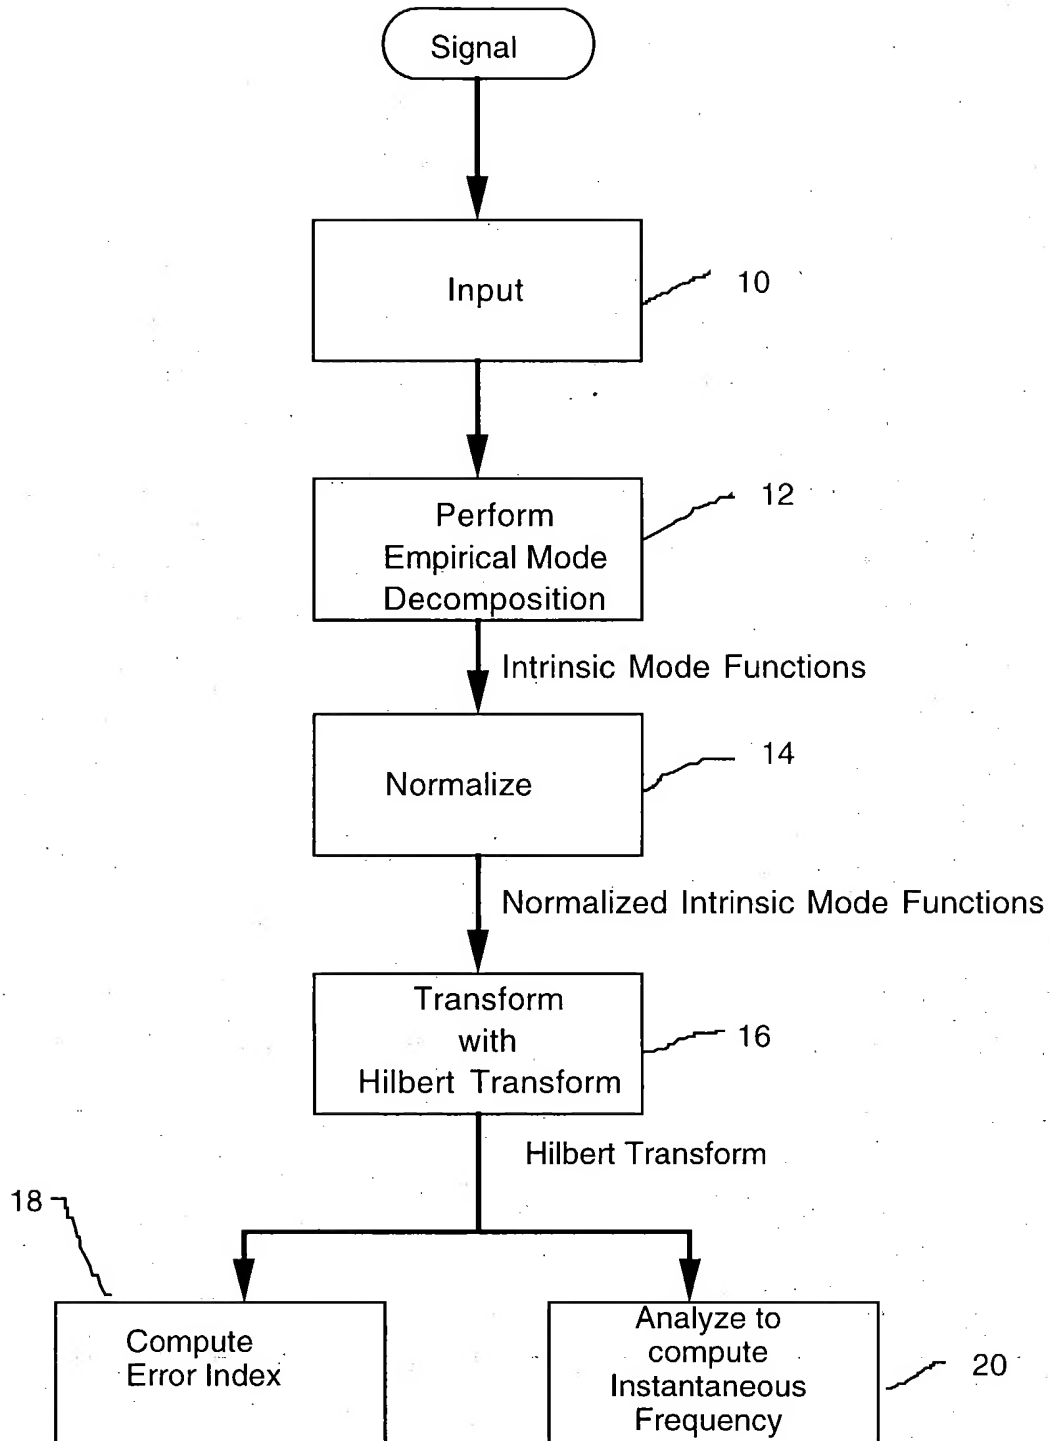 Signal
Input
10
Perform
Empirical Mode
Decomposition
12
Intrinsic Mode Functions
Normalize
14
Normalized Intrinsic Mode Functions
Transform
with
Hilbert Transform
16
Hilbert Transform
18
Compute
Error Index
Analyze to
compute
Instantaneous
Frequency
20